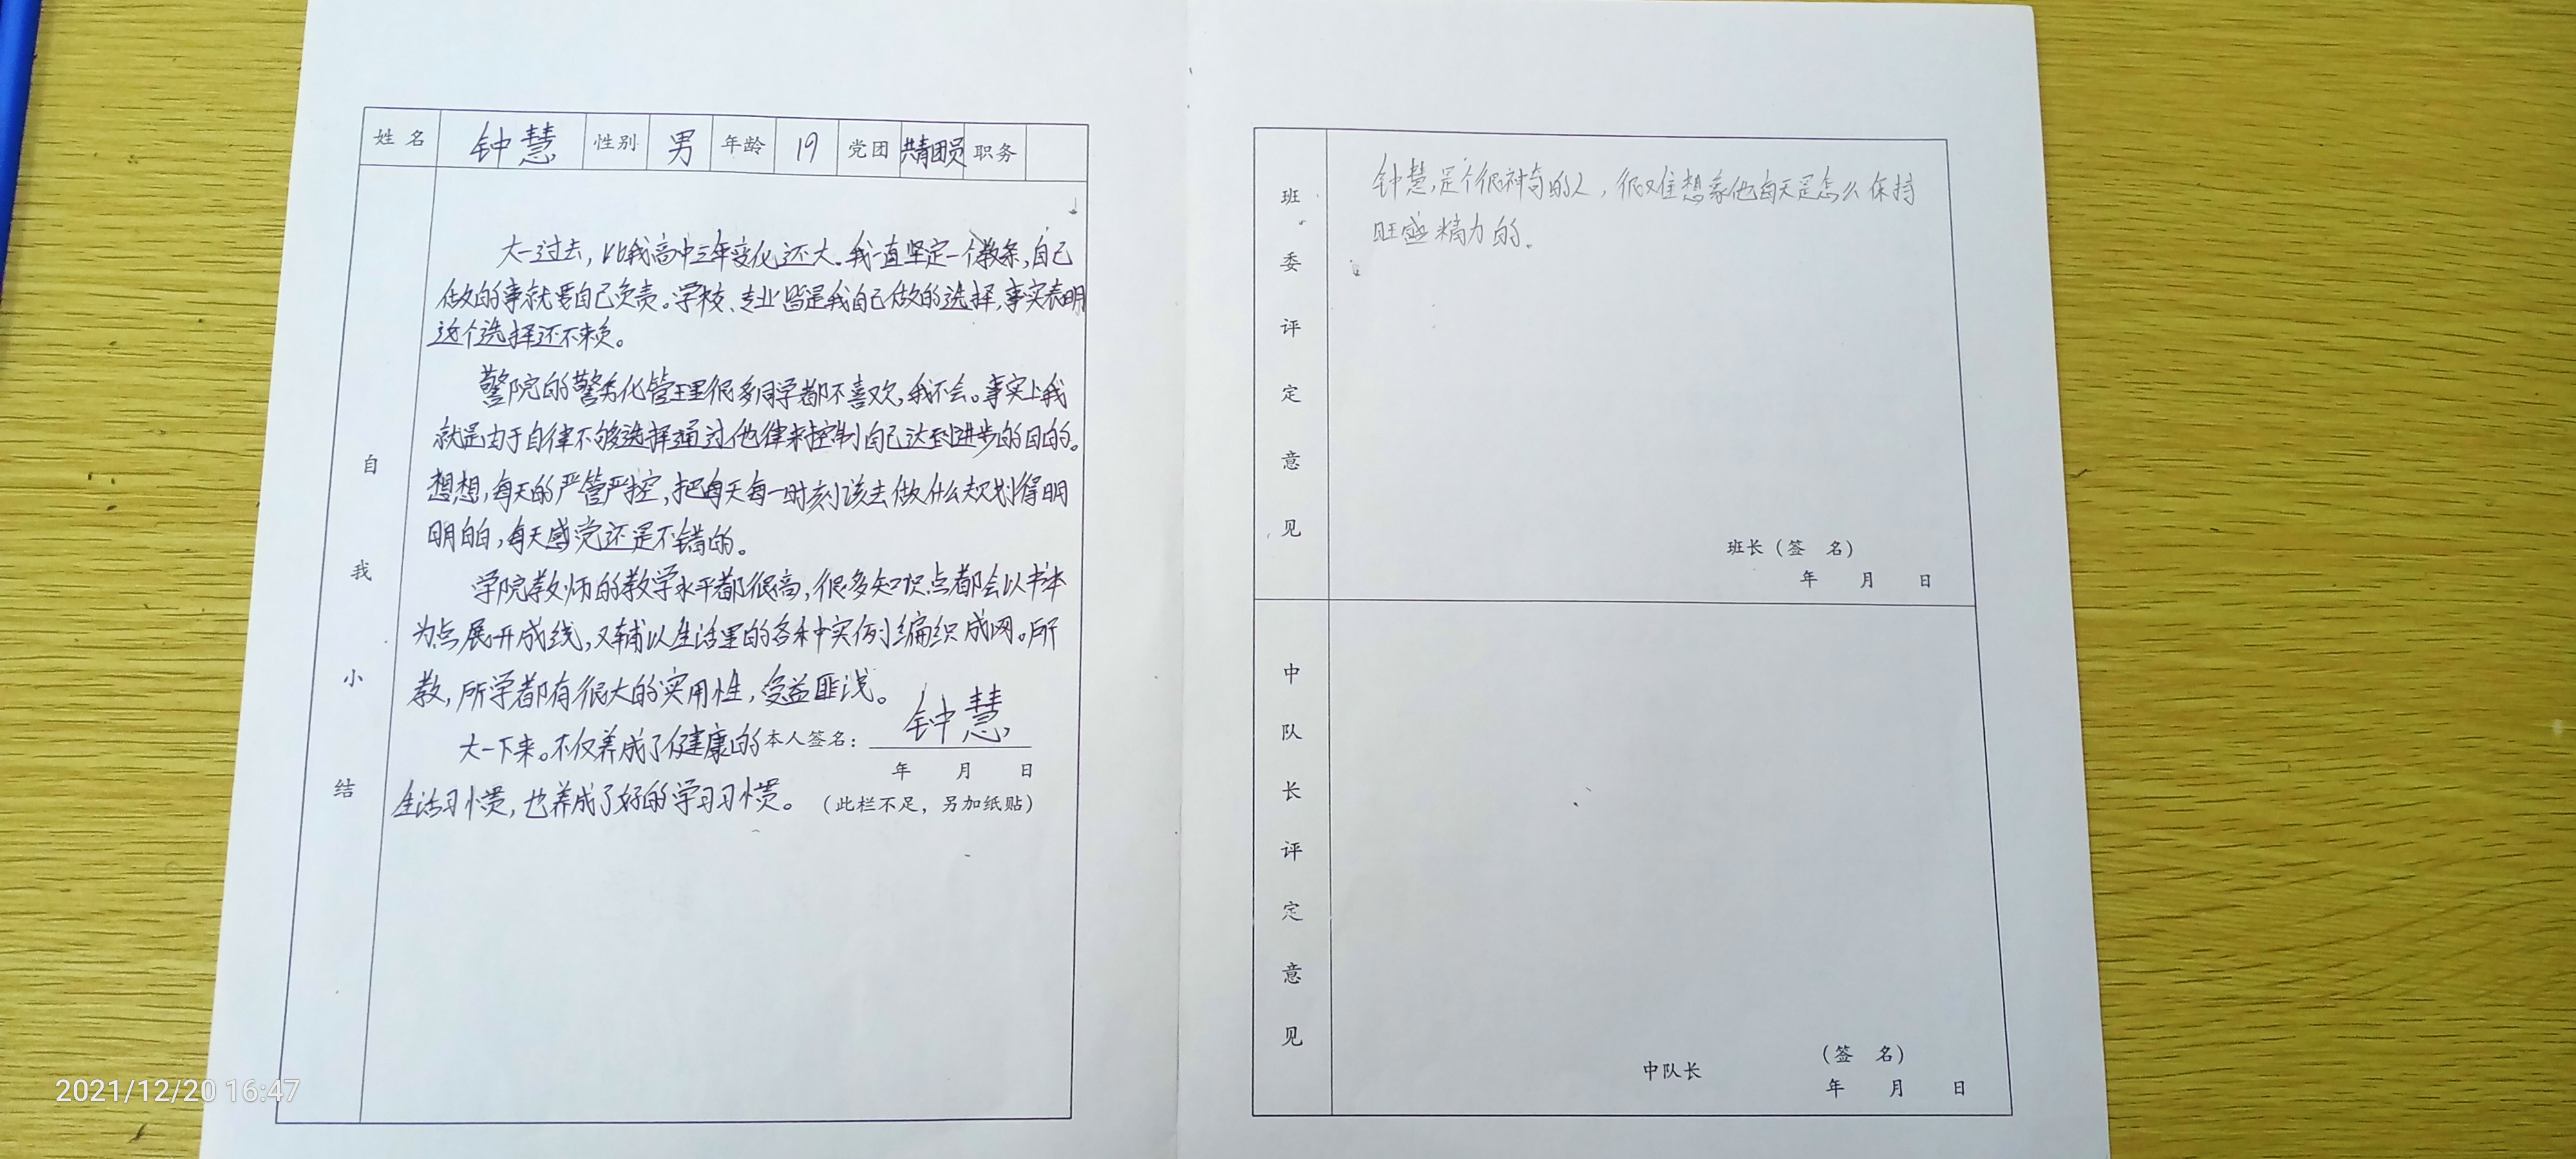 姓 名 钟慧 性别 男 年龄 19 党团 共青团员 职务
自我小结
大一过去，比我高中三年变化还大。我一直坚定一个教条，自己
做的事就要自己负责。学校、专业皆是我自己做的选择，事实表明
这个选择还不赖。
警院的警务化管理很多同学都不喜欢，我不会。事实上我
就是由于自律不够选择通过他律来控制自己达到进步的目的。
想想，每天的严管严控，把每天每一时刻该去做什么规划得明
明白白，每天感觉还是不错的。
学院教师的教学水平都很高，很多知识点都会以书本
为点展开成线，又辅以生活里的各种实例编织成网。所
教，所学都有很大的实用性，受益匪浅。
大一下来。不仅养成了健康的
生活习惯，也养成了好的学习习惯。
本人签名： 钟慧
年 月 日
（此栏不足，另加纸贴）
班委评定意见
钟慧，是个很神奇的人，很难想象他每天是怎么保持
旺盛精力的。
班长（签 名）
年 月 日
中队长评定意见
（签 名）
中队长
年 月 日
2021/12/20 16:47